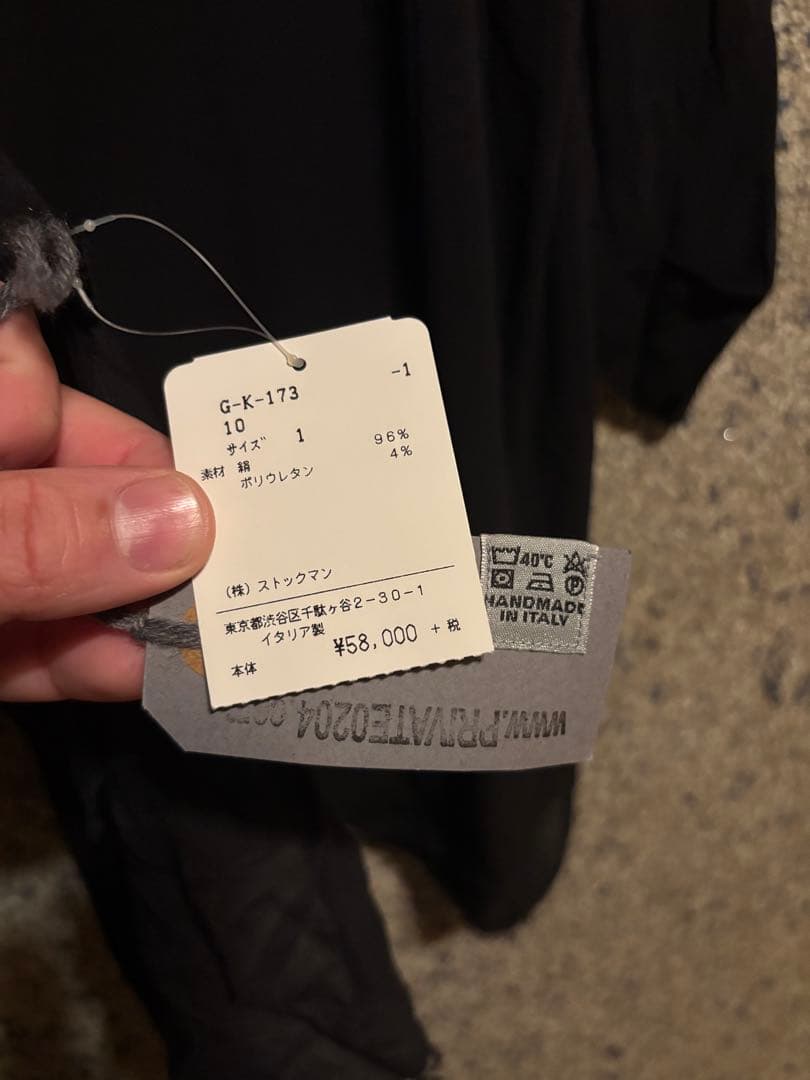 G-K-173 -1
10
サイズ 1
素材 絹 96%
ポリウレタン 4%
(株) ストックマン
東京都渋谷区千駄ヶ谷2-30-1
イタリア製
本体 ¥58,000 +税
40°C
HANDMADE
IN ITALY
WWW.PRIVATE0204.